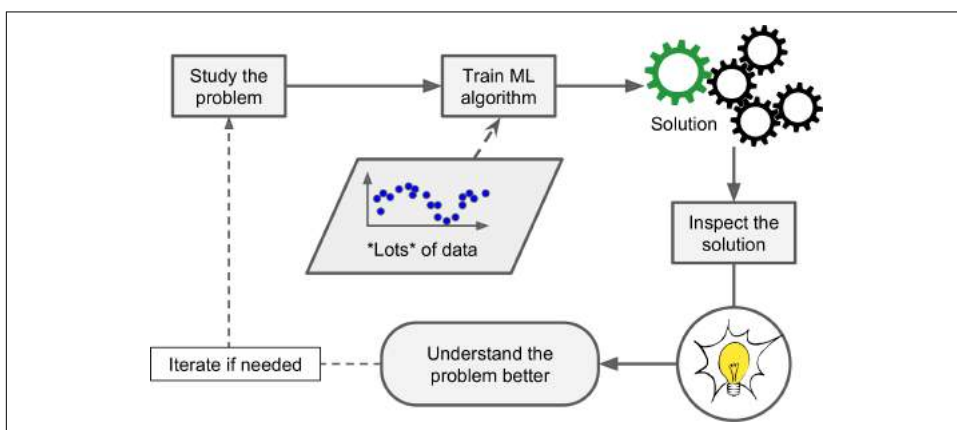 Study the
problem
Train ML
algorithm
Solution
*Lots* of data
Inspect the
solution
Understand the
problem better
Iterate if needed